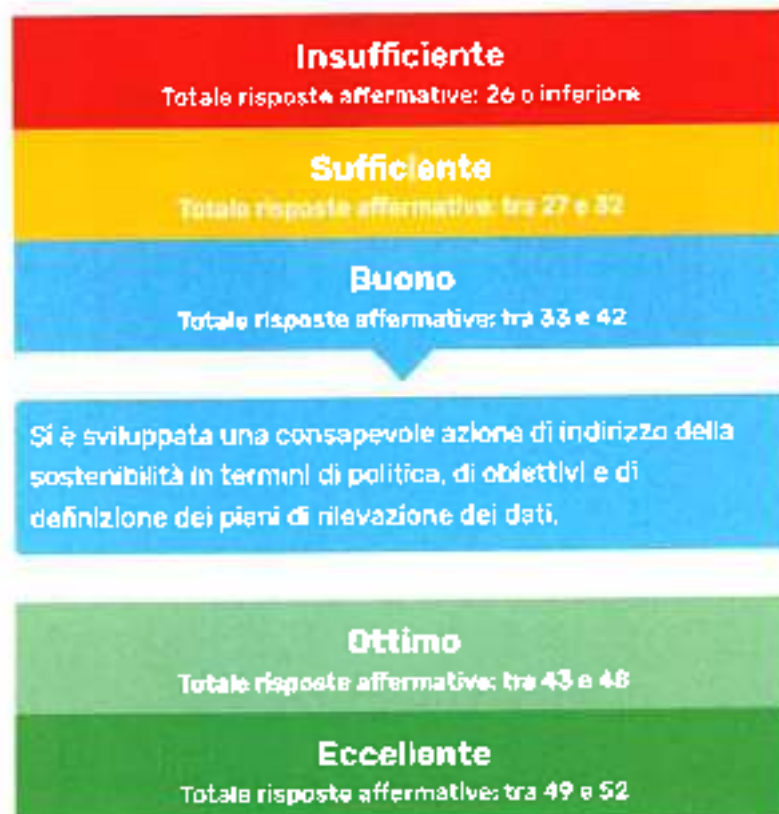 Insufficiente
Totale risposte affermative: 26 o inferiore
Sufficiente
Totale risposte affermative: tra 27 e 32
Buono
Totale risposte affermative: tra 33 e 42
Si è sviluppata una consapevole azione di indirizzo della
sostenibilità in termini di politica, di obiettivi e di
definizione dei piani di rilevazione dei dati.
Ottimo
Totale risposte affermative: tra 43 e 48
Eccellente
Totale risposte affermative: tra 49 e 52